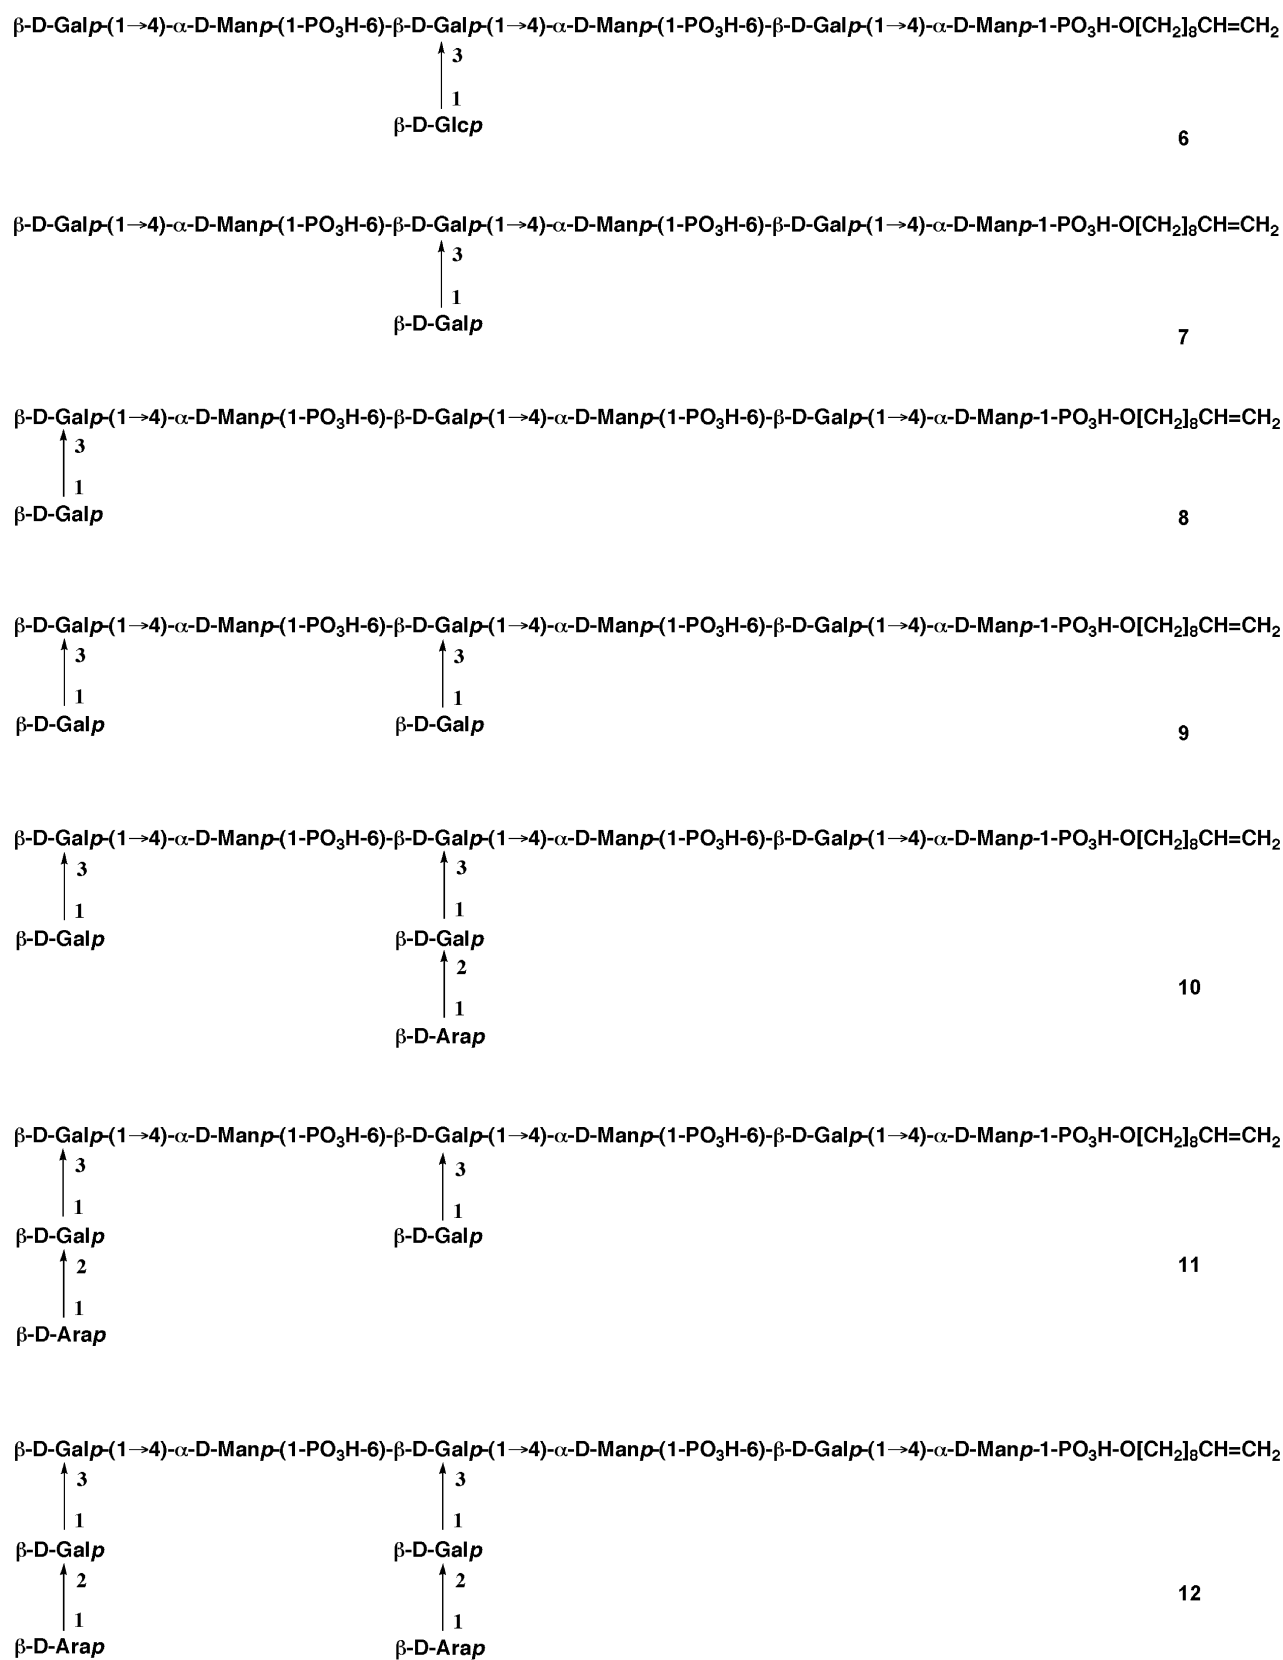 β-D-Galp-(1→4)-α-D-Manp-(1-PO₃H-6)-β-D-Galp-(1→4)-α-D-Manp-(1-PO₃H-6)-β-D-Galp-(1→4)-α-D-Manp-1-PO₃H-O[CH₂]₈CH=CH₂
3
1
β-D-Glcp
6
β-D-Galp-(1→4)-α-D-Manp-(1-PO₃H-6)-β-D-Galp-(1→4)-α-D-Manp-(1-PO₃H-6)-β-D-Galp-(1→4)-α-D-Manp-1-PO₃H-O[CH₂]₈CH=CH₂
3
1
β-D-Galp
7
β-D-Galp-(1→4)-α-D-Manp-(1-PO₃H-6)-β-D-Galp-(1→4)-α-D-Manp-(1-PO₃H-6)-β-D-Galp-(1→4)-α-D-Manp-1-PO₃H-O[CH₂]₈CH=CH₂
3
1
β-D-Galp
8
β-D-Galp-(1→4)-α-D-Manp-(1-PO₃H-6)-β-D-Galp-(1→4)-α-D-Manp-(1-PO₃H-6)-β-D-Galp-(1→4)-α-D-Manp-1-PO₃H-O[CH₂]₈CH=CH₂
3 3
1 1
β-D-Galp β-D-Galp
9
β-D-Galp-(1→4)-α-D-Manp-(1-PO₃H-6)-β-D-Galp-(1→4)-α-D-Manp-(1-PO₃H-6)-β-D-Galp-(1→4)-α-D-Manp-1-PO₃H-O[CH₂]₈CH=CH₂
3 3
1 1
β-D-Galp β-D-Galp
2
10
1
β-D-Arap
β-D-Galp-(1→4)-α-D-Manp-(1-PO₃H-6)-β-D-Galp-(1→4)-α-D-Manp-(1-PO₃H-6)-β-D-Galp-(1→4)-α-D-Manp-1-PO₃H-O[CH₂]₈CH=CH₂
3 3
1 1
β-D-Galp β-D-Galp
2 11
1
β-D-Arap
β-D-Galp-(1→4)-α-D-Manp-(1-PO₃H-6)-β-D-Galp-(1→4)-α-D-Manp-(1-PO₃H-6)-β-D-Galp-(1→4)-α-D-Manp-1-PO₃H-O[CH₂]₈CH=CH₂
3 3
1 1
β-D-Galp β-D-Galp
2 2 12
1 1
β-D-Arap β-D-Arap